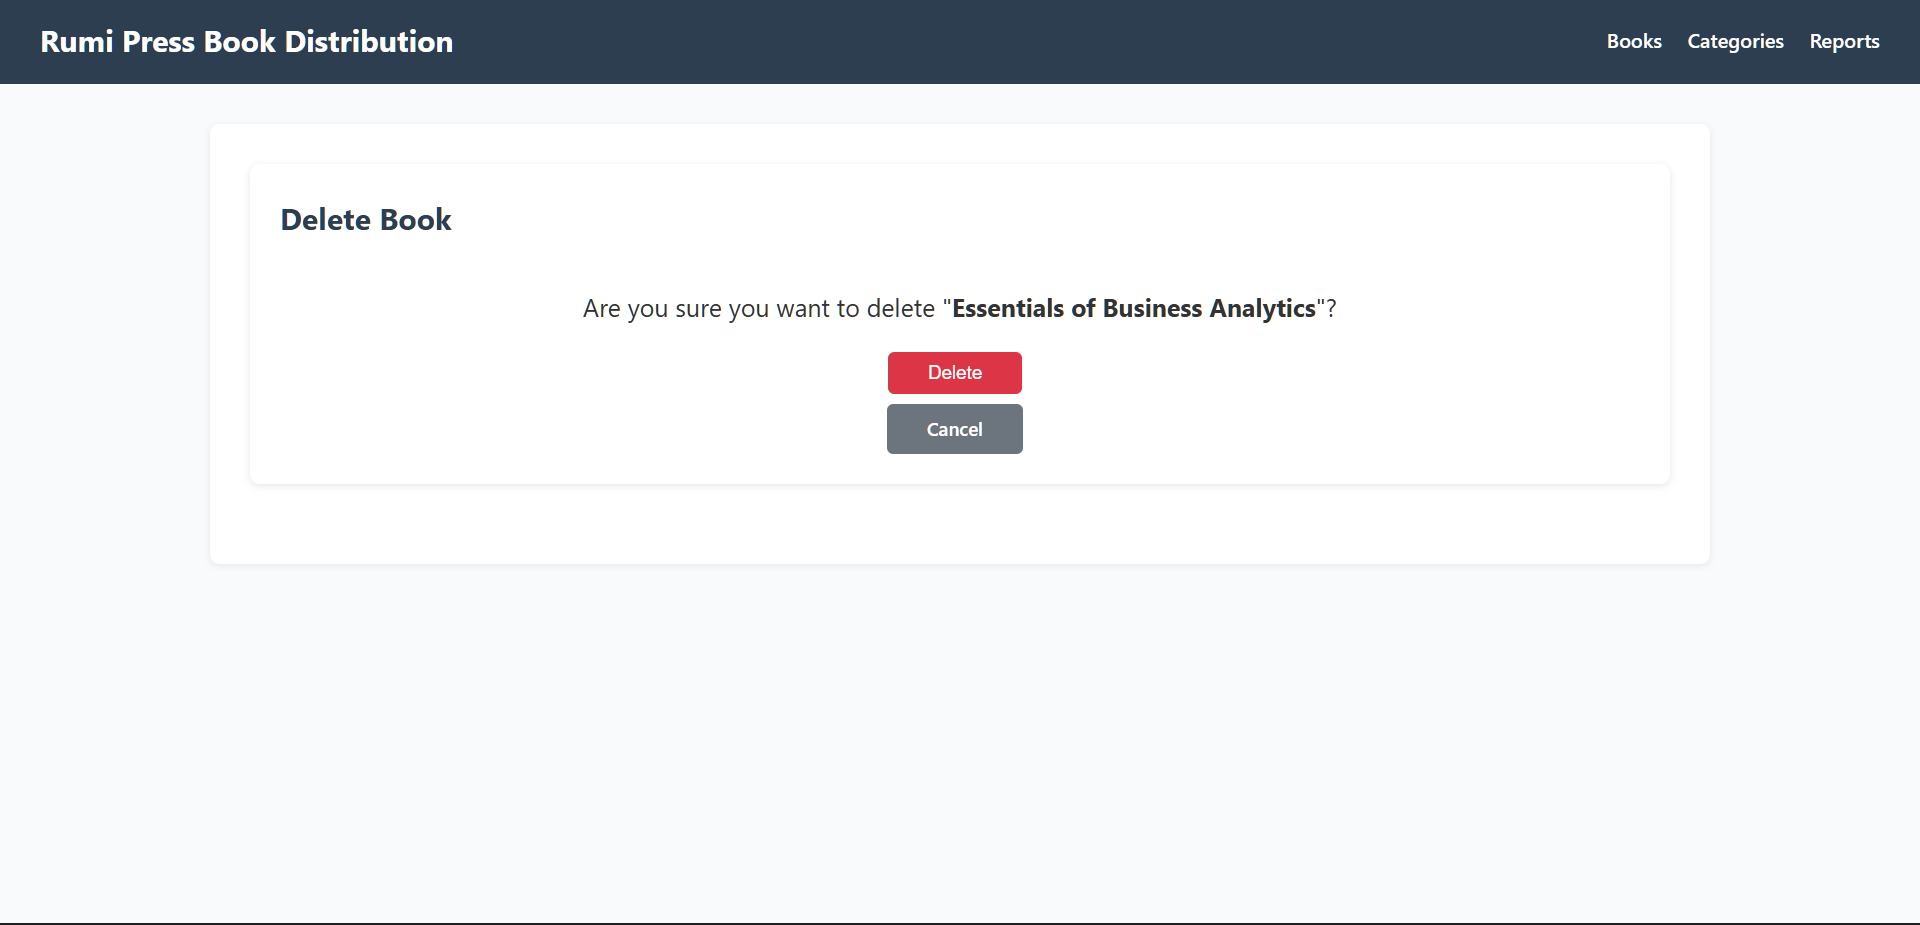 Rumi Press Book Distribution
Books Categories Reports
Delete Book
Are you sure you want to delete "Essentials of Business Analytics"?
Delete
Cancel